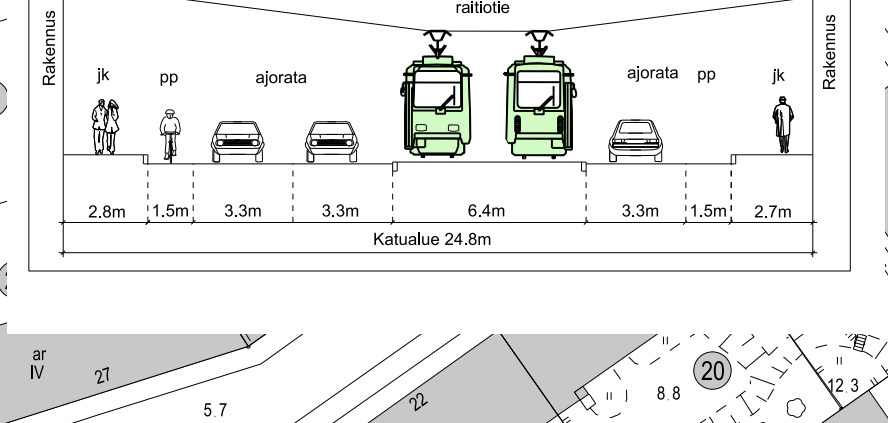 raitiotie
Rakennus
Rakennus
jk
pp
ajorata
ajorata
pp
jk
2.8m
1.5m
3.3m
3.3m
6.4m
3.3m
1.5m
2.7m
Katualue 24.8m
ar
IV
27
5.7
22
8.8
20
12.3